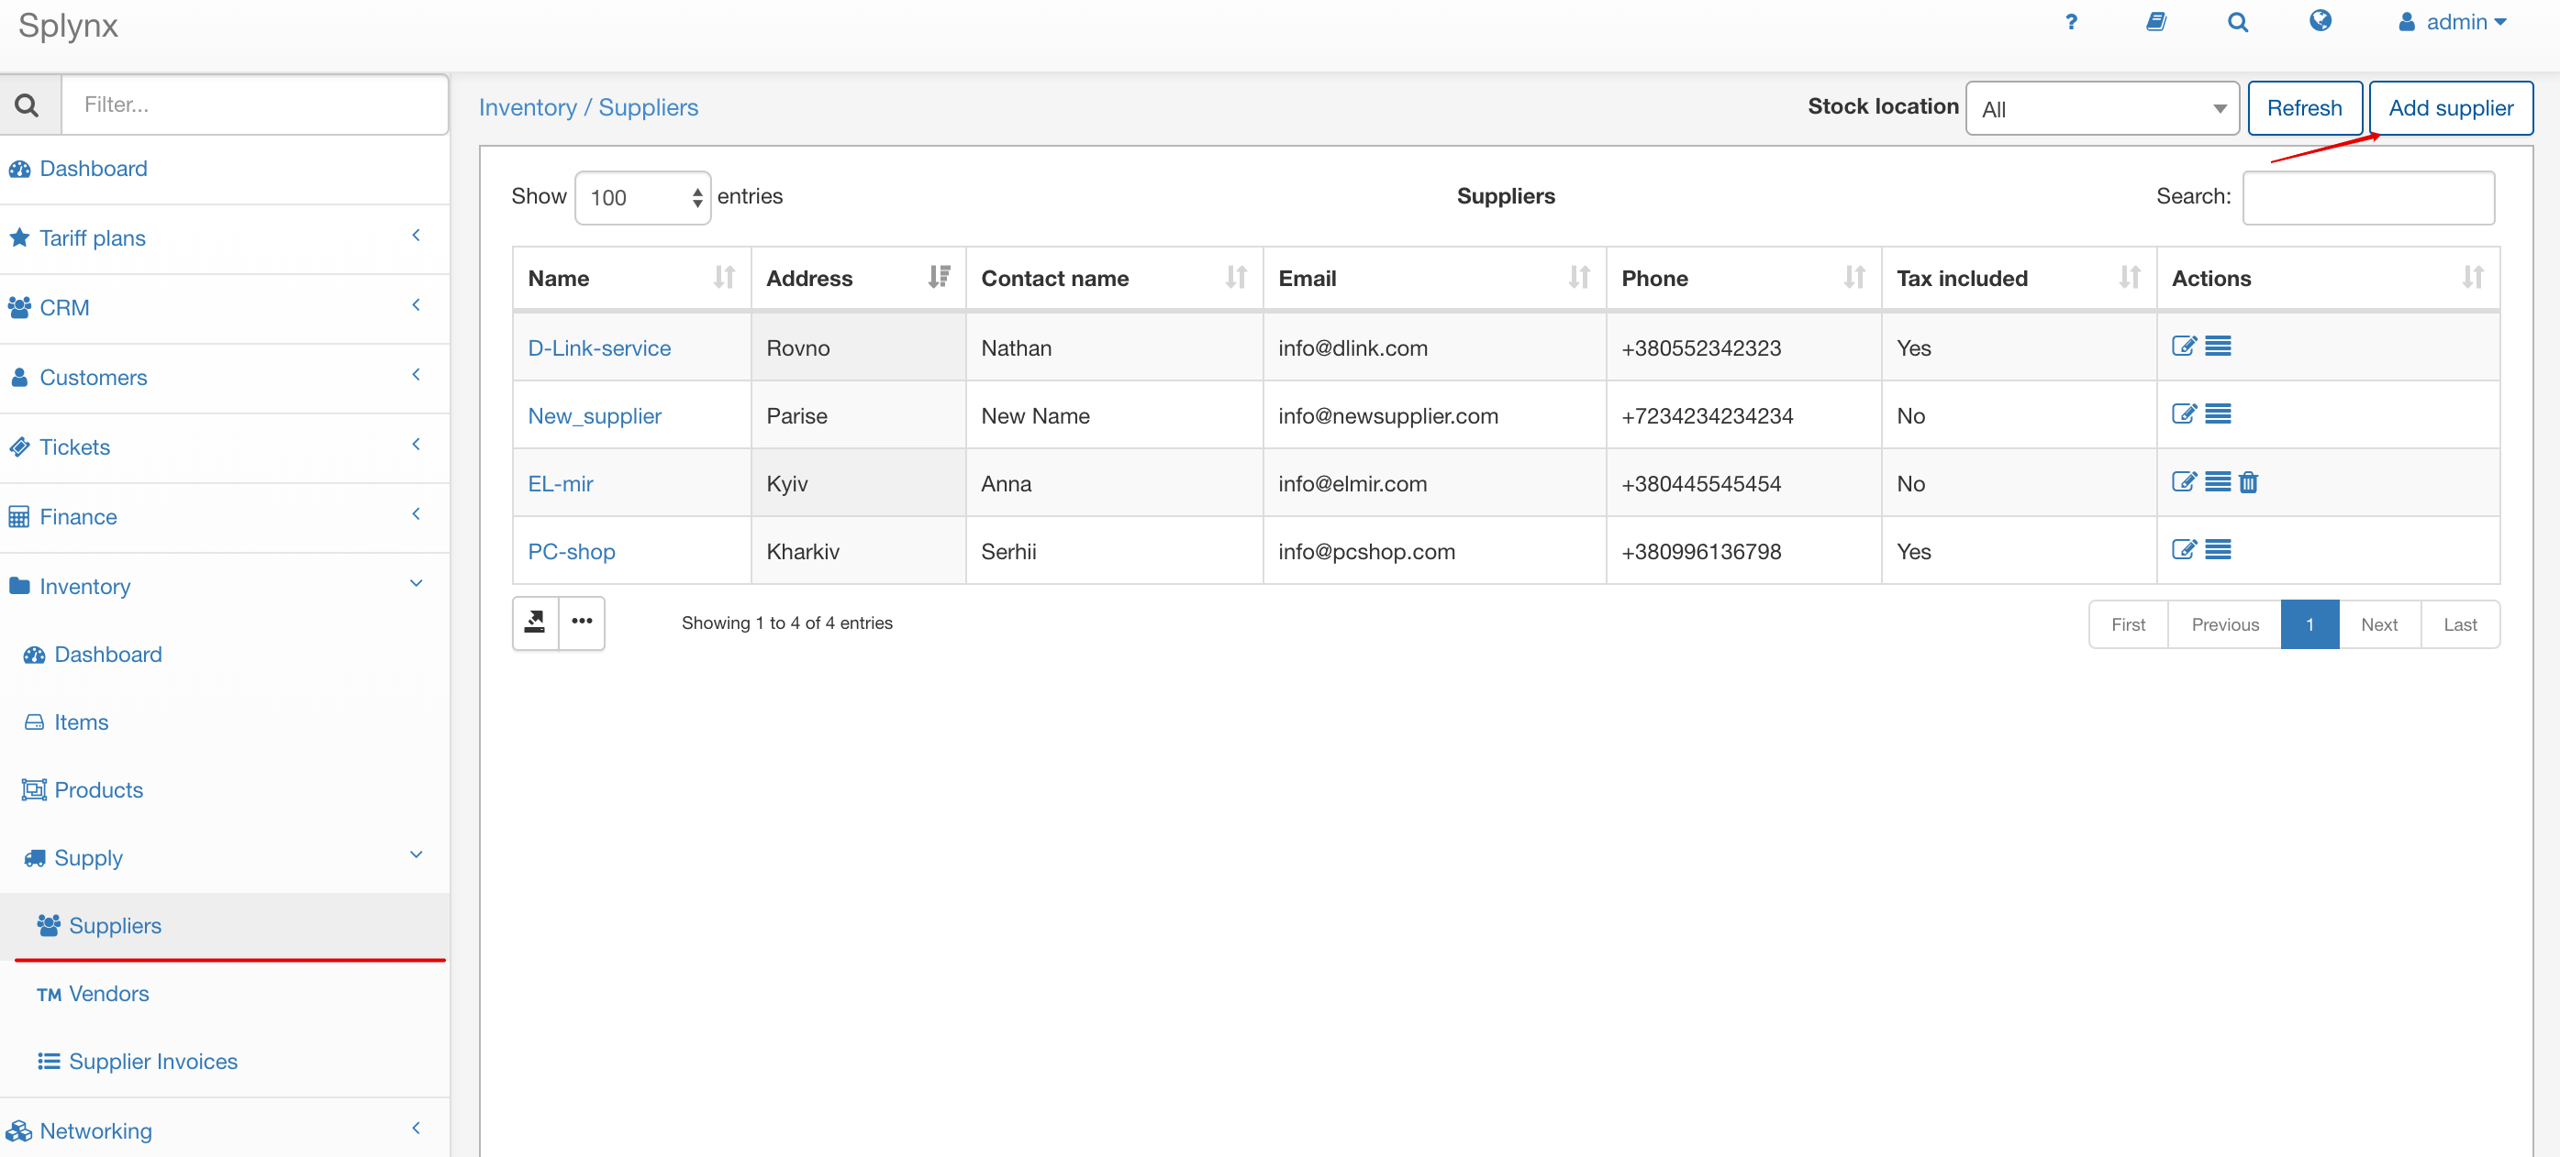 Splynx
? admin
Filter...
Inventory / Suppliers
Stock location All Refresh Add supplier
Dashboard
Tariff plans
CRM
Customers
Tickets
Finance
Inventory
Dashboard
Items
Products
Supply
Suppliers
TM Vendors
Supplier Invoices
Networking
Show 100 entries
Suppliers
Search:
Name Address Contact name Email Phone Tax included Actions
D-Link-service Rovno Nathan info@dlink.com +380552342323 Yes
New_supplier Parise New Name info@newsupplier.com +7234234234234 No
EL-mir Kyiv Anna info@elmir.com +380445545454 No
PC-shop Kharkiv Serhii info@pcshop.com +380996136798 Yes
Showing 1 to 4 of 4 entries
First Previous 1 Next Last